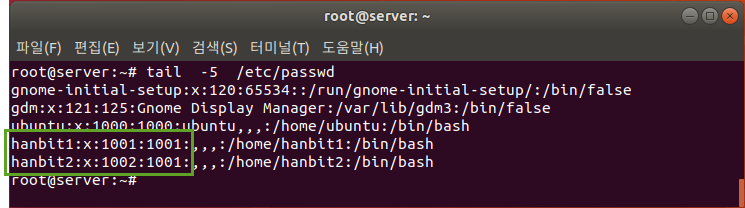 root@server: ~
파일(F) 편집(E) 보기(V) 검색(S) 터미널(T) 도움말(H)
root@server:~# tail  -5  /etc/passwd
gnome-initial-setup:x:120:65534::/run/gnome-initial-setup/:/bin/false
gdm:x:121:125:Gnome Display Manager:/var/lib/gdm3:/bin/false
ubuntu:x:1000:1000:ubuntu,,,:/home/ubuntu:/bin/bash
hanbit1:x:1001:1001:,,,:/home/hanbit1:/bin/bash
hanbit2:x:1002:1001:,,,:/home/hanbit2:/bin/bash
root@server:~#